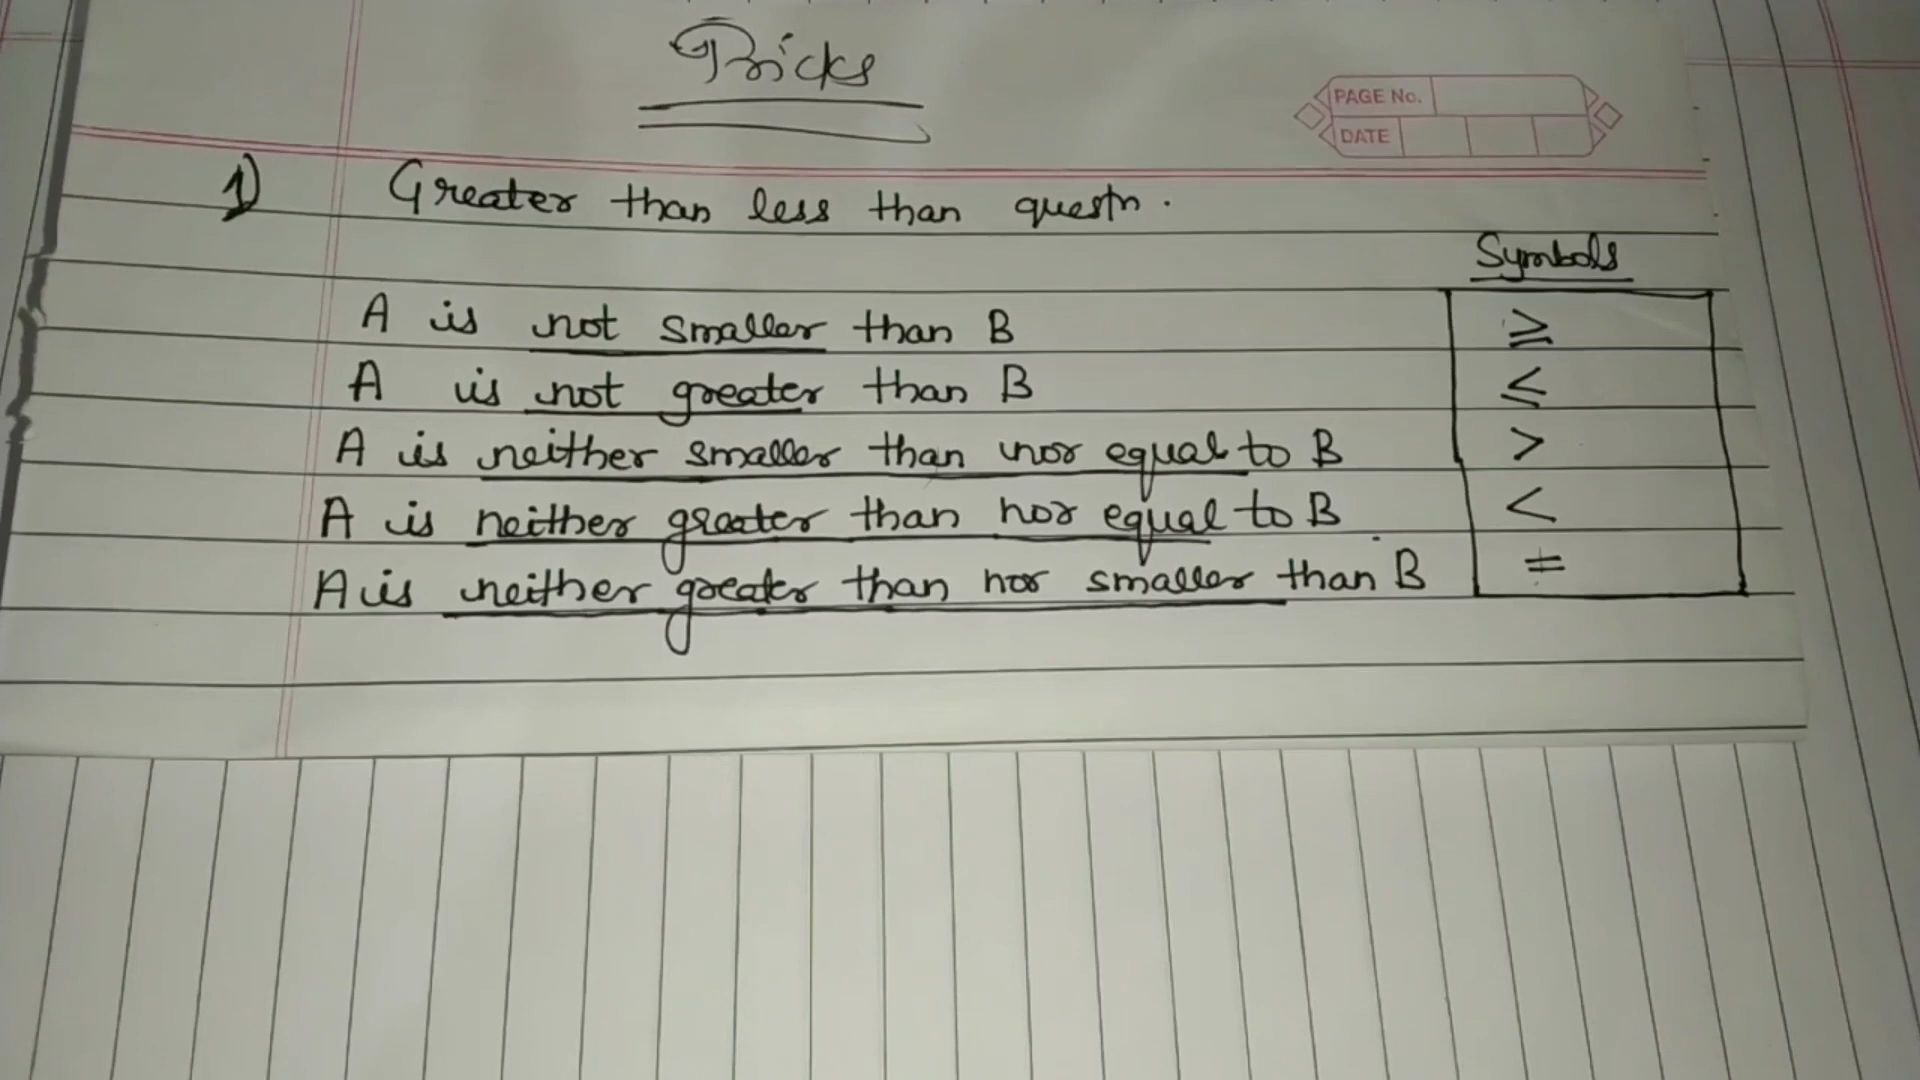 Tricks
PAGE No.
DATE
1) Greater than less than questn.
Symbols
A is not smaller than B ≥
A is not greater than B ≤
A is neither smaller than nor equal to B >
A is neither greater than nor equal to B <
A is neither greater than nor smaller than B =